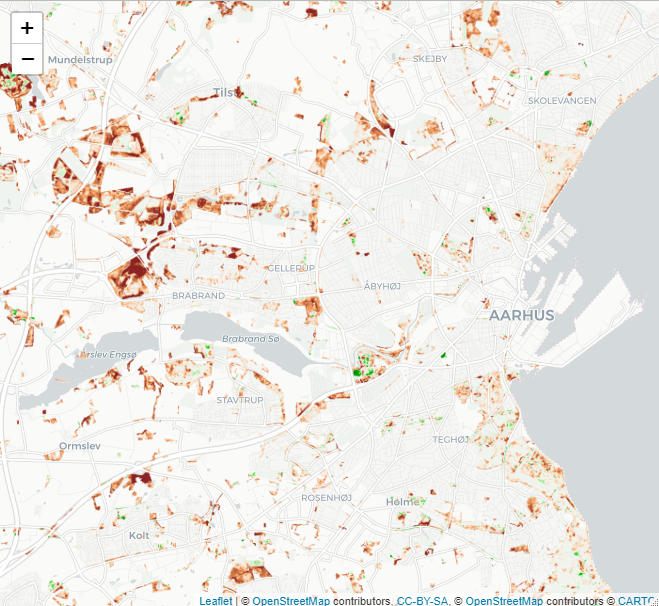 +
−
Mundelstrup
SKEJBY
Tilst
SKOLEVANGEN
GELLERUP
ÅBYHØJ
BRABRAND
AARHUS
Brabrand Sø
Årslev Engsø
STAVTRUP
TEGHØJ
Ormslev
ROSENHØJ
Holme
Kolt
Leaflet | © OpenStreetMap contributors, CC-BY-SA, © OpenStreetMap contributors © CARTO